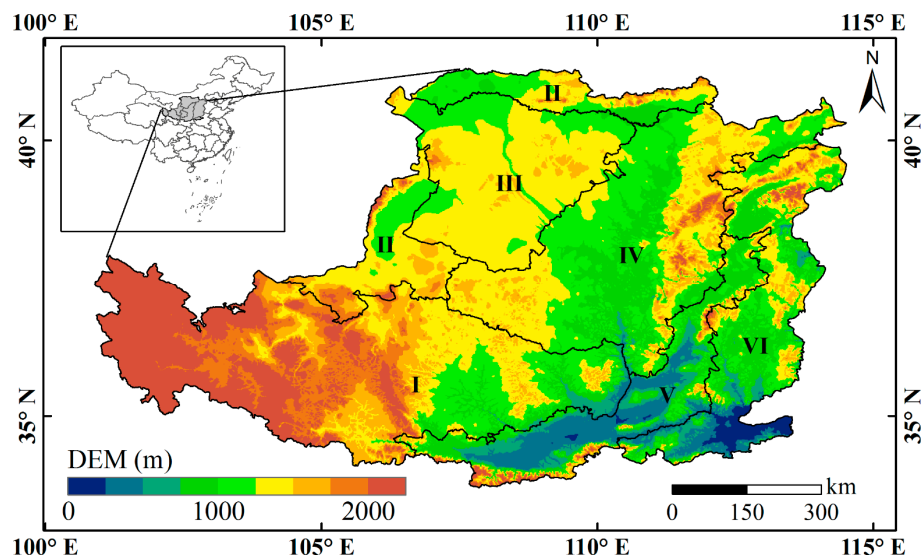 100° E 105° E 110° E 115° E
N
II
40° N 40° N
III
II
IV
VI
I
V
35° N 35° N
DEM (m)
0 1000 2000
km
0 150 300
100° E 105° E 110° E 115° E